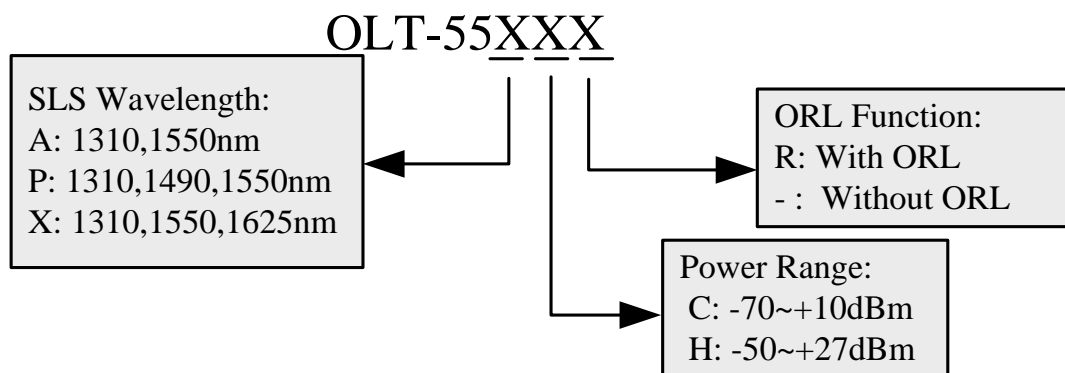 OLT-55XXX
SLS Wavelength:
A: 1310,1550nm
P: 1310,1490,1550nm
X: 1310,1550,1625nm
ORL Function:
R: With ORL
- : Without ORL
Power Range:
C: -70~+10dBm
H: -50~+27dBm